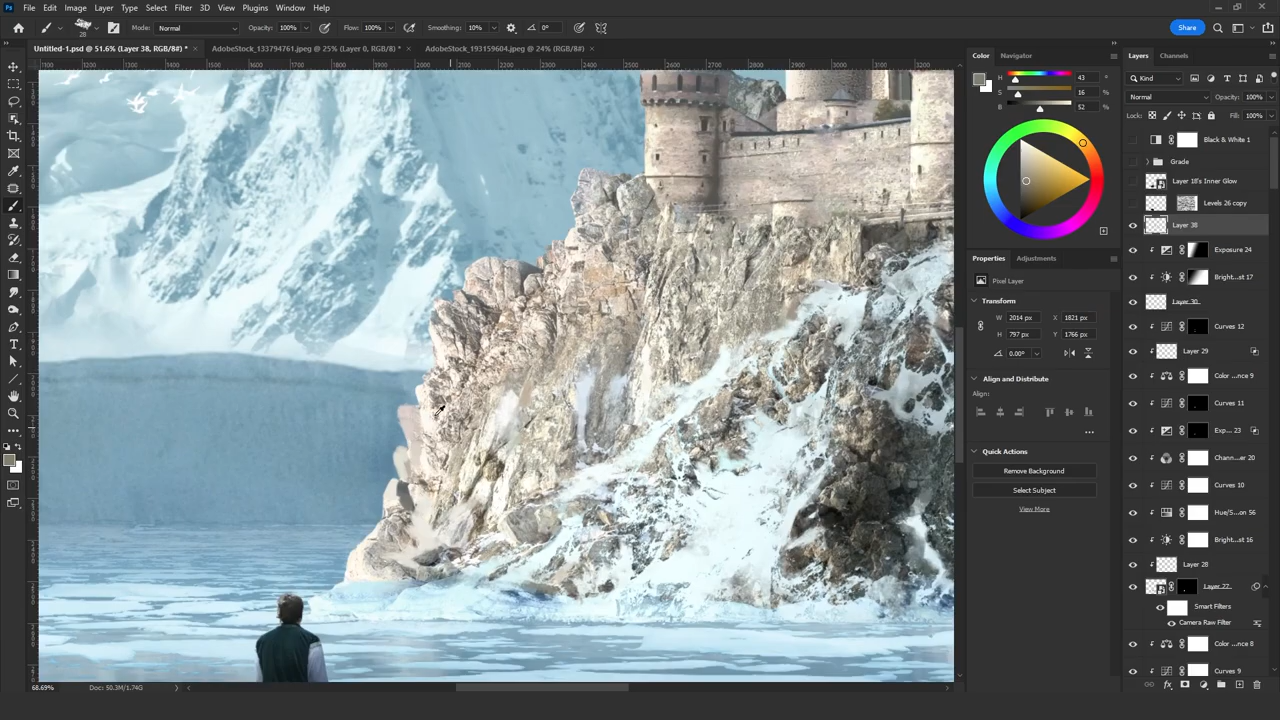 Ps File Edit Image Layer Type Select Filter 3D View Plugins Window Help
28 Mode: Normal Opacity: 100% Flow: 100% Smoothing: 10% 0° Share
Untitled-1.psd @ 51.6% (Layer 38, RGB/8#) * × AdobeStock_133794761.jpeg @ 25% (Layer 0, RGB/8) * × AdobeStock_193159604.jpeg @ 24% (RGB/8#) ×
68.69% Doc: 50.3M/1.74G
Color Navigator
H 43 °
S 16 %
B 52 %
Properties Adjustments
Pixel Layer
Transform
W 2014 px X 1821 px
H 797 px Y 1766 px
0.00°
Align and Distribute
Align:
Quick Actions
Remove Background
Select Subject
View More
Layers Channels
Kind
Normal Opacity: 100%
Lock: Fill: 100%
Black & White 1
Grade
Layer 18's Inner Glow
Levels 26 copy
Layer 38
Exposure 24
Bright...st 17
Layer 30
Curves 12
Layer 29
Color ...nce 9
Curves 11
Exp... 23
Chann...er 20
Curves 10
Hue/S...on 56
Bright...st 16
Layer 28
Layer 27
Smart Filters
Camera Raw Filter
Color ...nce 8
Curves 9